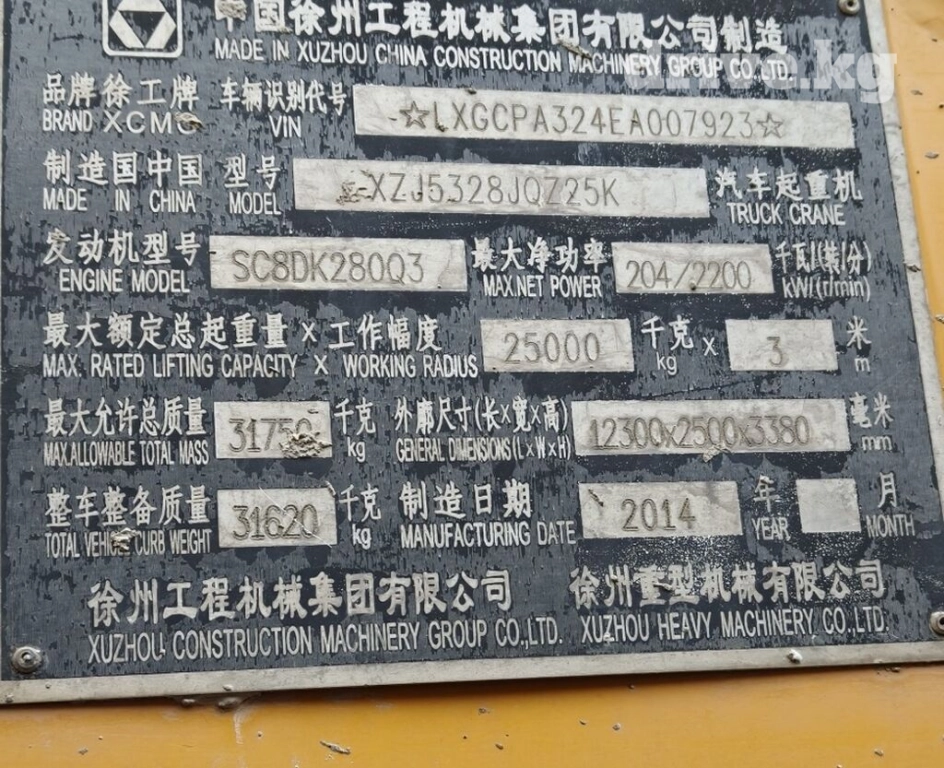 中国徐州工程机械集团有限公司制造
MADE IN XUZHOU CHINA CONSTRUCTION MACHINERY GROUP CO.,LTD.
品牌徐工牌 车辆识别代号 ☆LXGCPA324EA007923☆
BRAND XCMG VIN
制造国中国 型号 XZJ5328JQZ25K 汽车起重机
MADE IN CHINA MODEL TRUCK CRANE
发动机型号 SC8DK280Q3 最大净功率 204/2200 千瓦/(转/分)
ENGINE MODEL MAX.NET POWER kW/(r/min)
最大额定总起重量×工作幅度 25000 千克 × 3 米
MAX. RATED LIFTING CAPACITY X WORKING RADIUS kg m
最大允许总质量 31750 千克 外廓尺寸(长×宽×高) 12300x2500x3380 毫米
MAX.ALLOWABLE TOTAL MASS kg GENERAL DIMENSIONS(L×W×H) mm
整车整备质量 31620 千克 制造日期 2014 年 月
TOTAL VEHICLE CURB WEIGHT kg MANUFACTURING DATE YEAR MONTH
徐州工程机械集团有限公司 徐州重型机械有限公司
XUZHOU CONSTRUCTION MACHINERY GROUP CO.,LTD. XUZHOU HEAVY MACHINERY CO.,LTD.